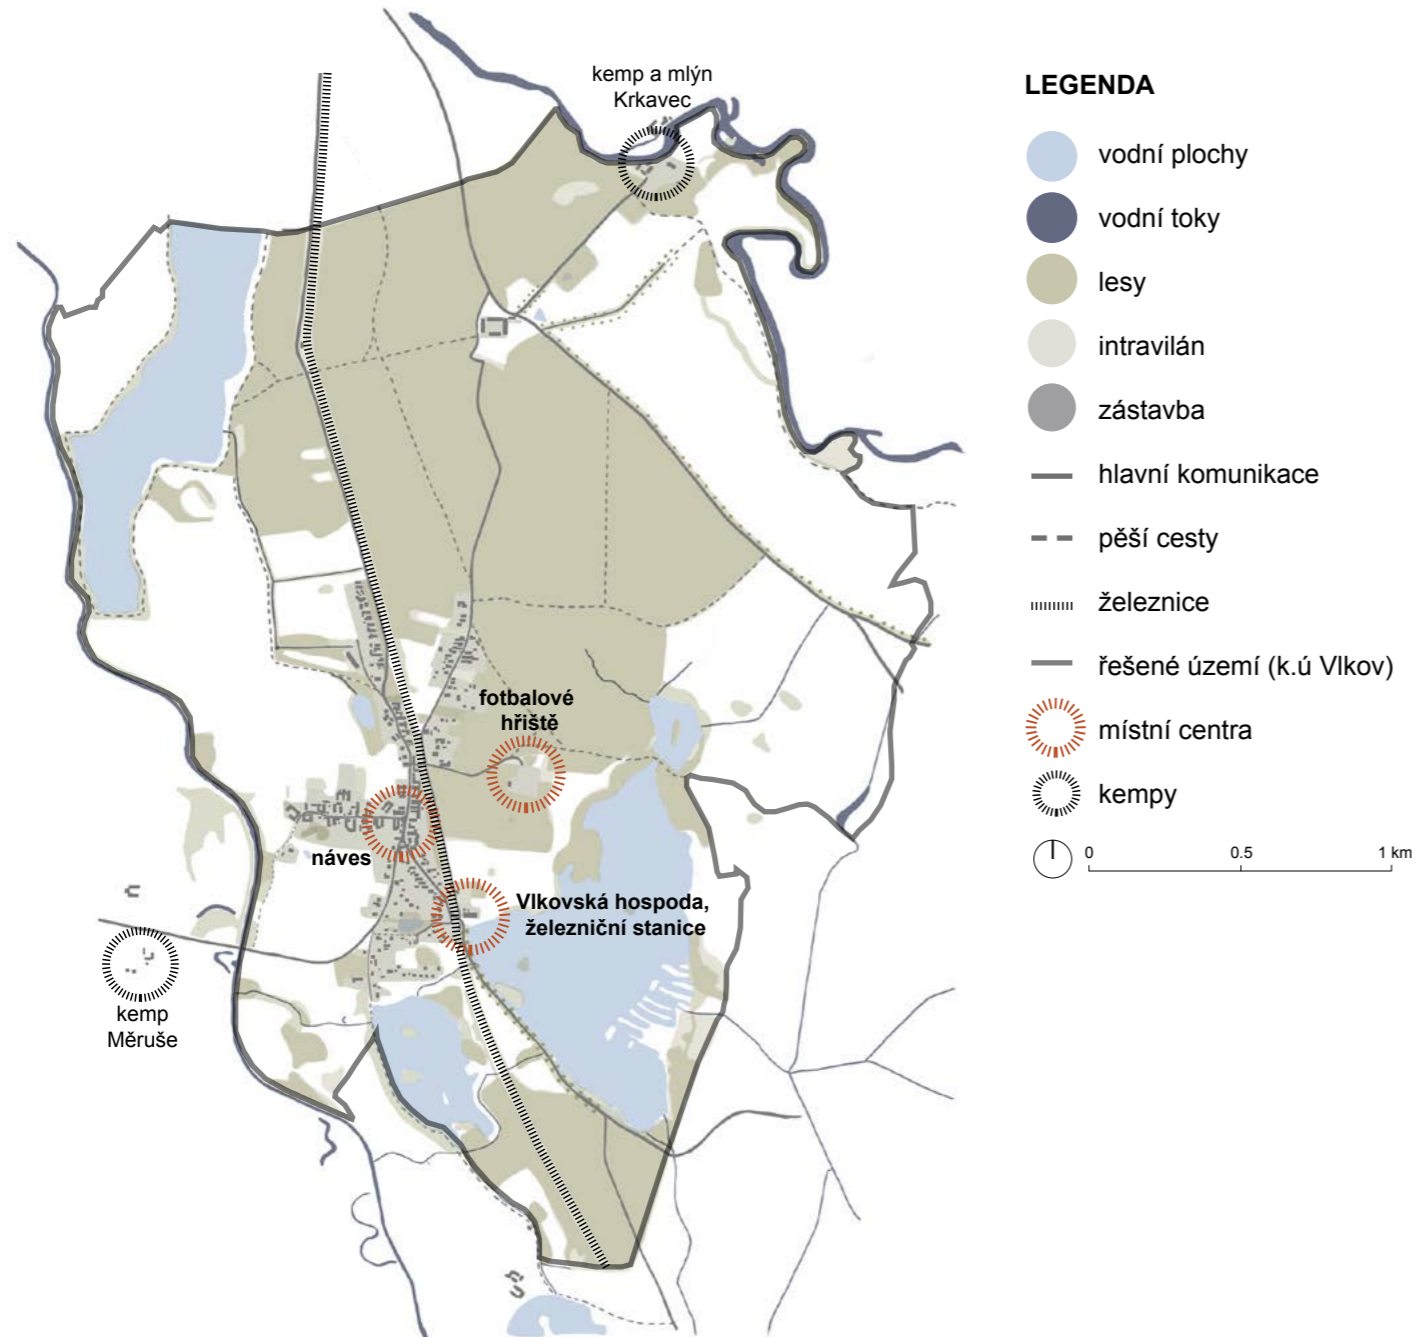 kemp a mlýn
Krkavec
fotbalové
hřiště
náves
Vlkovská hospoda,
železniční stanice
kemp
Měruše
LEGENDA
vodní plochy
vodní toky
lesy
intravilán
zástavba
hlavní komunikace
pěší cesty
železnice
řešené území (k.ú Vlkov)
místní centra
kempy
0 0.5 1 km